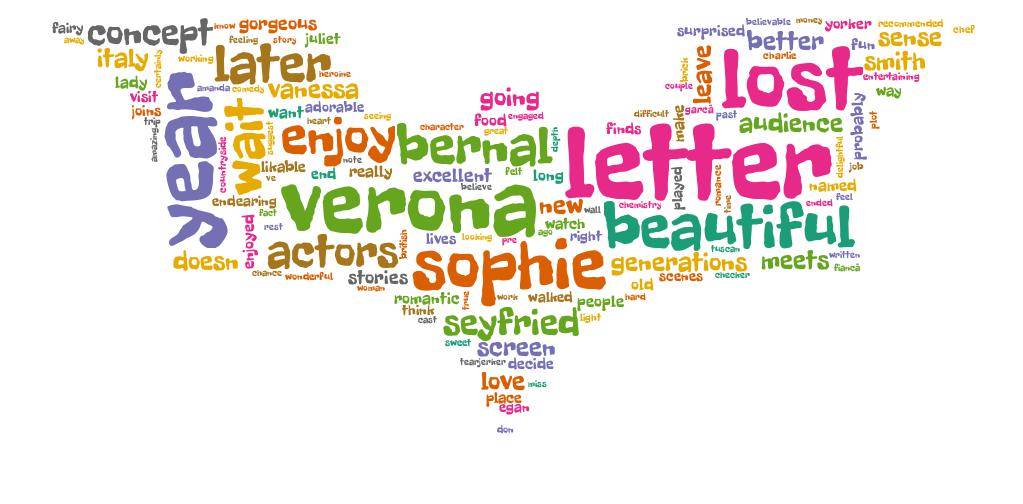 fairy
concept
know
gorgeous
away
feeling
story
juliet
italy
certainly
working
later
heroine
lady
amanda
comedy
vanessa
visit
joins
trip
amazing
year
countryside
wait
suggest
want
adorable
heart
seeing
enjoy
character
going
food
engaged
great
bernal
depth
likable
ve
note
end
really
excellent
felt
long
believe
endearing
fact
rest
verona
new
wall
ago
watch
right
enjoyed
doesn
actors
british
lives
looking
pre
chance
wonderful
stories
woman
sophie
romantic
true
work
walked
people
hard
think
cast
seyfried
light
sweet
screen
tearjerker
decide
love
miss
place
egan
don
surprised
believable
money
yorker
recommended
chef
better
fun
sense
charlie
leave
brick
couple
lost
smith
entertaining
way
difficult
make
garcã
past
audience
probably
plot
finds
letter
delightful
job
played
romance
time
chemistry
named
feel
ended
beautiful
tuscan
generations
meets
written
fiancã
scenes
checker
old